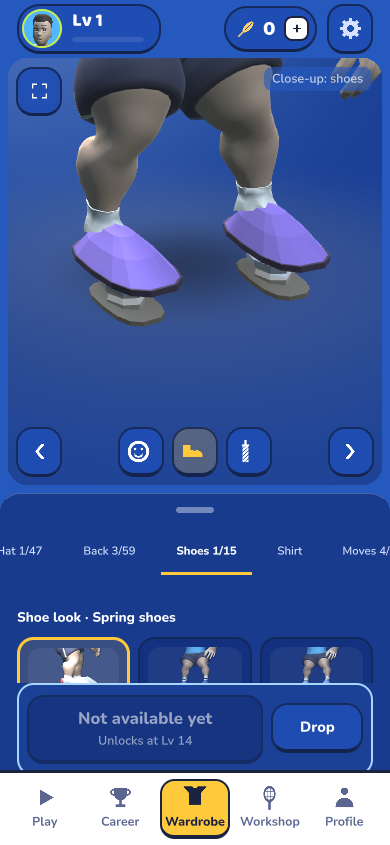 Lv 1
0
+
Close-up: shoes
Hat 1/47
Back 3/59
Shoes 1/15
Shirt
Moves 4/
Shoe look · Spring shoes
Not available yet
Unlocks at Lv 14
Drop
Play
Career
Wardrobe
Workshop
Profile